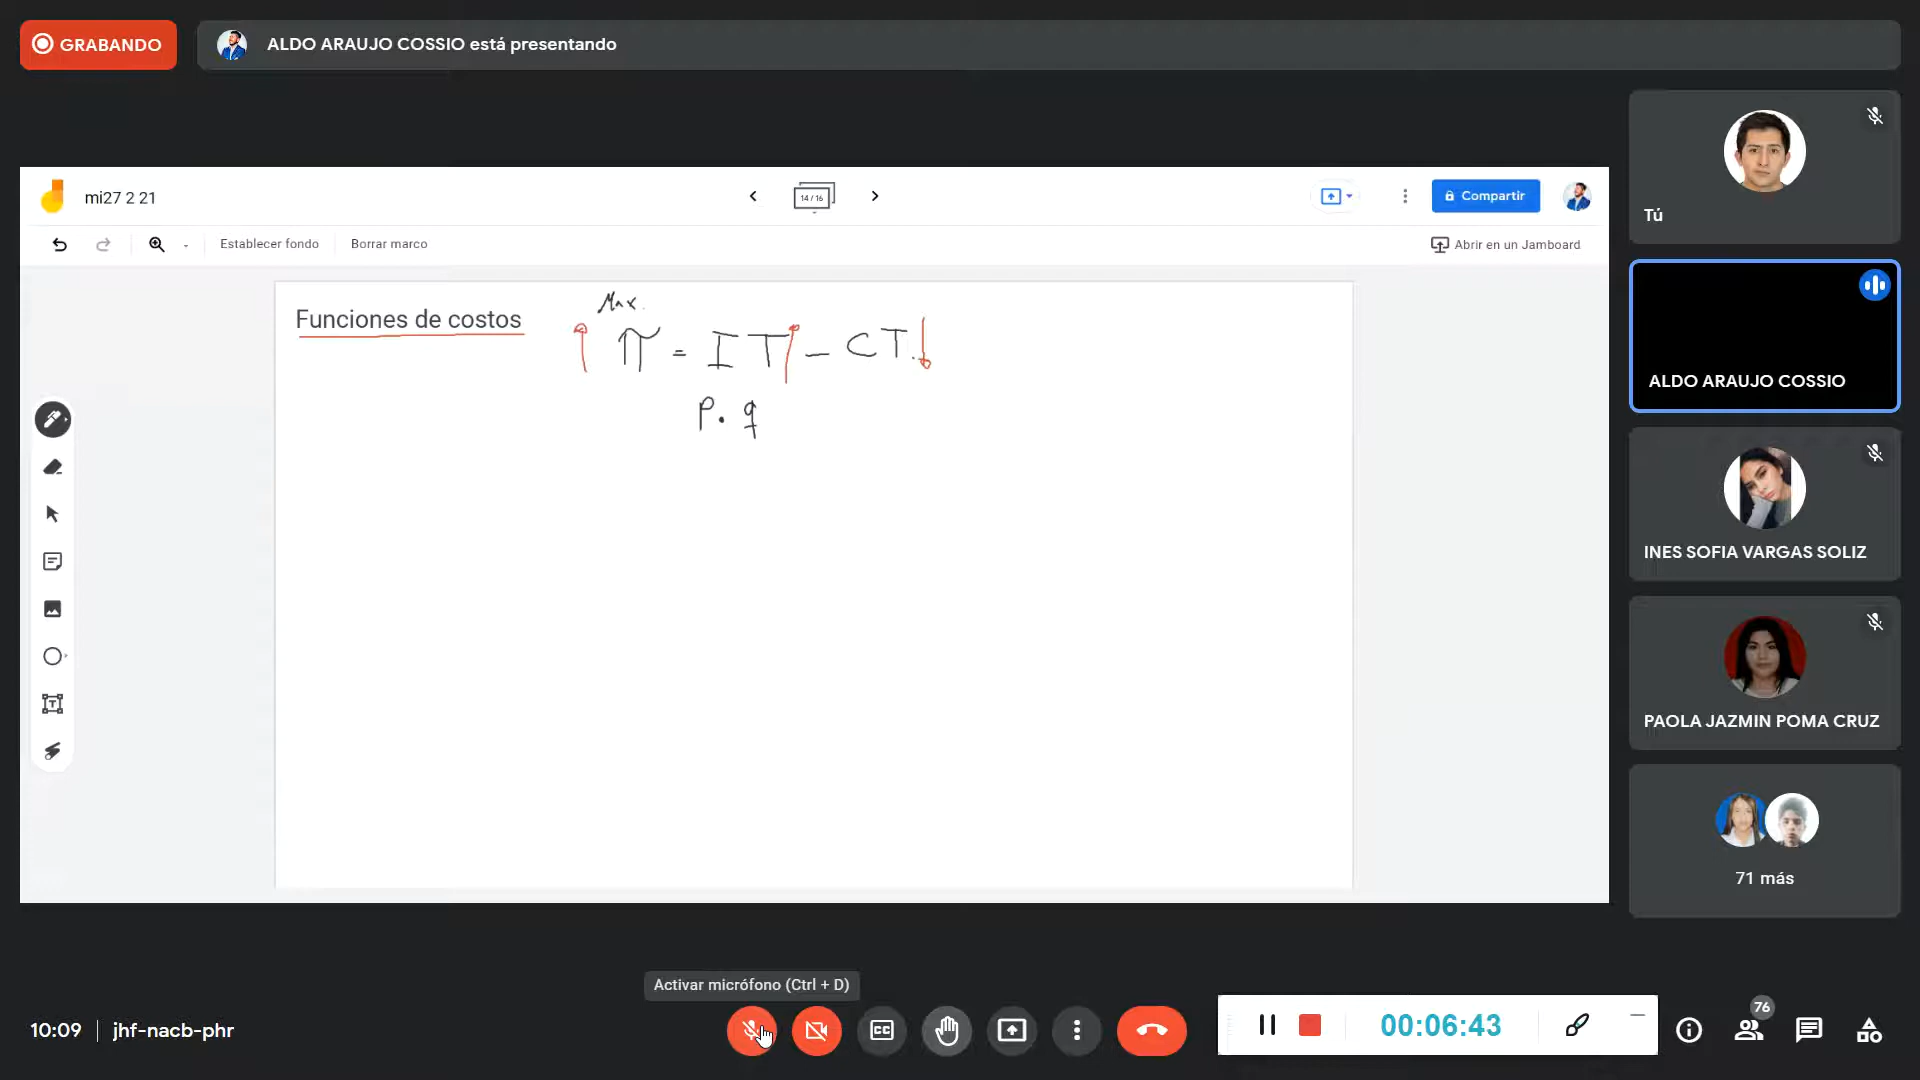 GRABANDO
ALDO ARAUJO COSSIO está presentando
Tú
mi27 2 21
14 / 16
Compartir
Establecer fondo
Borrar marco
Abrir en un Jamboard
Funciones de costos
Max.
π = IT - CT.
P. q
ALDO ARAUJO COSSIO
INES SOFIA VARGAS SOLIZ
PAOLA JAZMIN POMA CRUZ
71 más
Activar micrófono (Ctrl + D)
10:09 | jhf-nacb-phr
CC
00:06:43
76